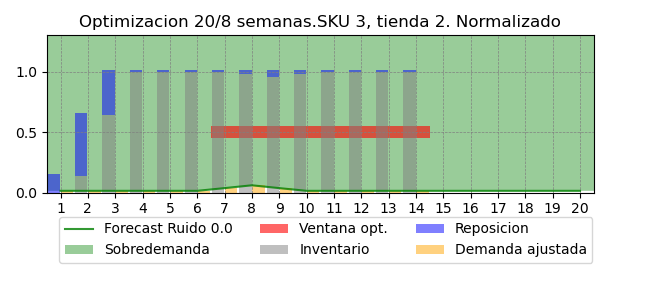 Optimizacion 20/8 semanas.SKU 3, tienda 2. Normalizado
1.0
0.5
0.0
1 2 3 4 5 6 7 8 9 10 11 12 13 14 15 16 17 18 19 20
Forecast Ruido 0.0 Ventana opt. Reposicion
Sobredemanda Inventario Demanda ajustada